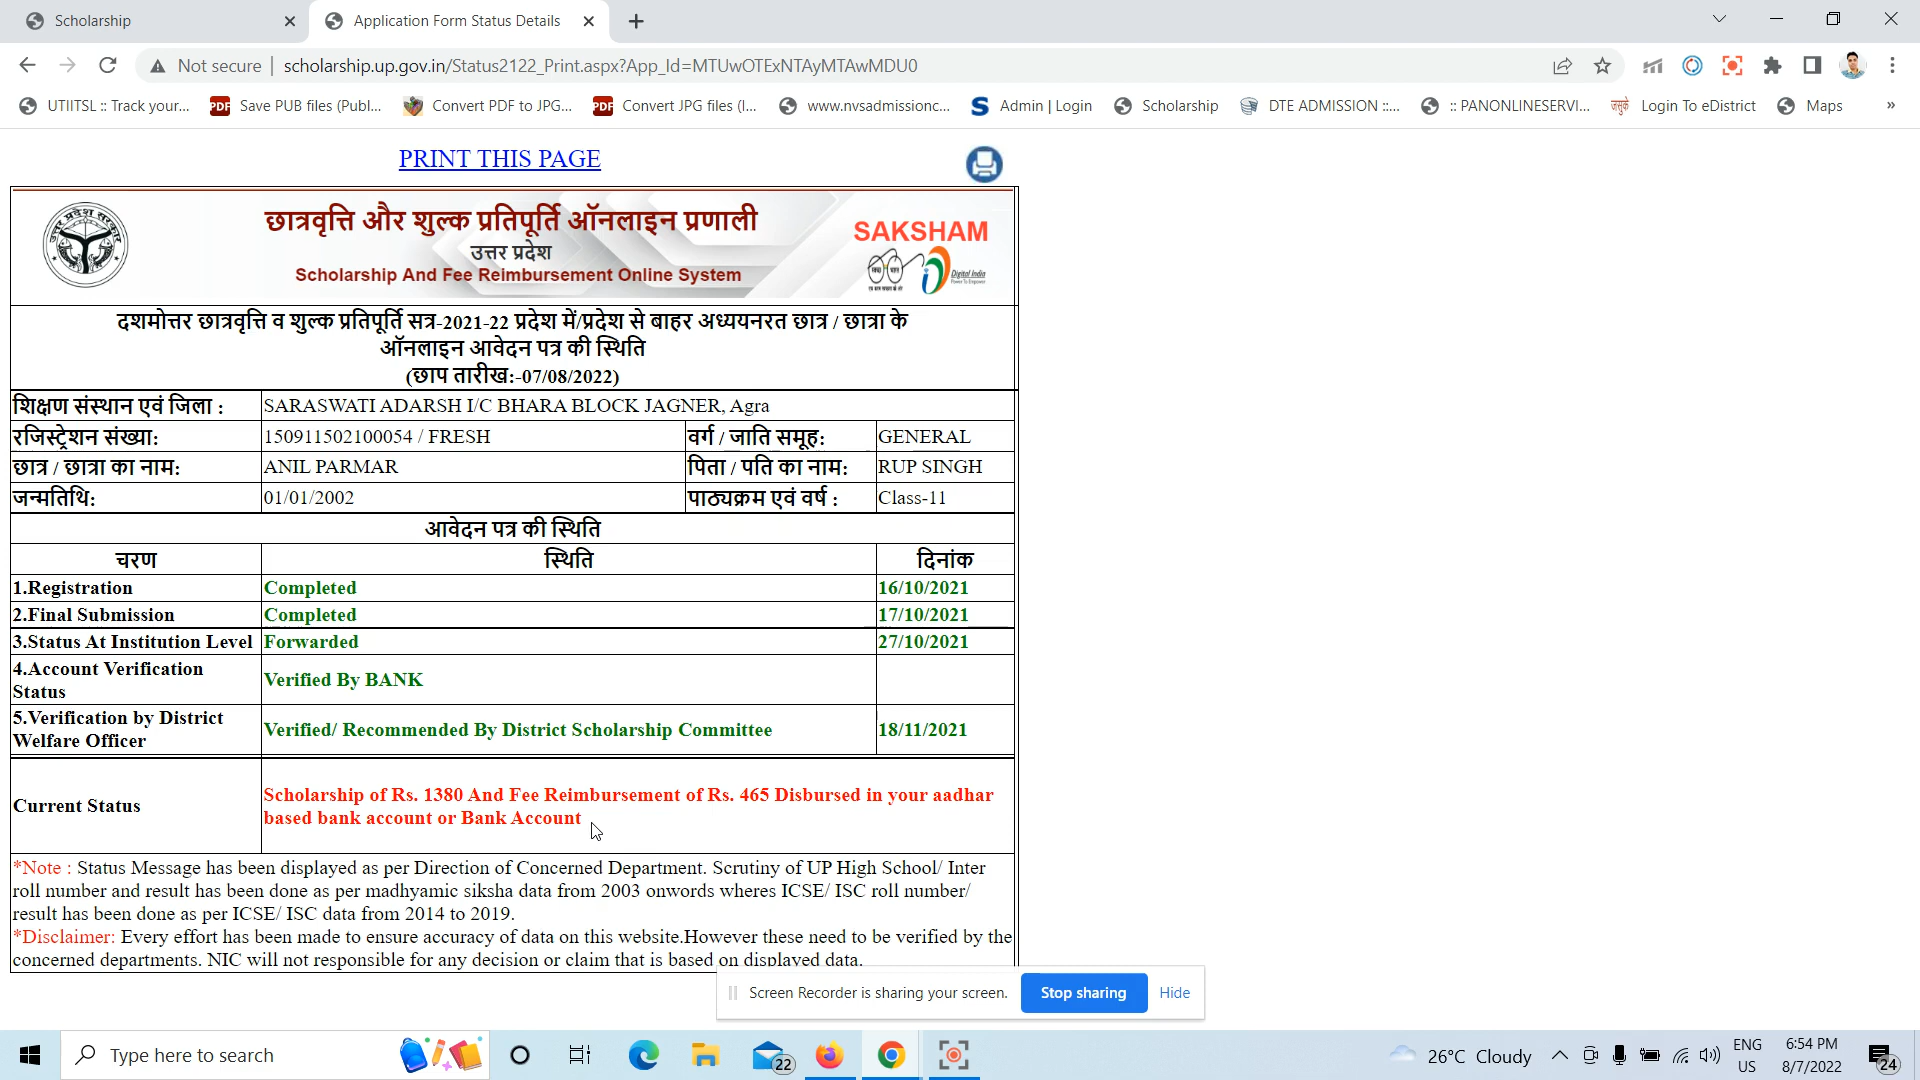 Scholarship
Application Form Status Details
Not secure
scholarship.up.gov.in/Status2122_Print.aspx?App_Id=MTUwOTExNTAyMTAwMDU0
UTIITSL :: Track your...
PDF Save PUB files (Publ...
Convert PDF to JPG...
PDF Convert JPG files (I...
www.nvsadmissionc...
S Admin | Login
Scholarship
DTE ADMISSION ::...
:: PANONLINESERVI...
Login To eDistrict
Maps
»
PRINT THIS PAGE
छात्रवृत्ति और शुल्क प्रतिपूर्ति ऑनलाइन प्रणाली
उत्तर प्रदेश
Scholarship And Fee Reimbursement Online System
SAKSHAM
Digital India
Power To Empower
दशमोत्तर छात्रवृत्ति व शुल्क प्रतिपूर्ति सत्र-2021-22 प्रदेश में/प्रदेश से बाहर अध्ययनरत छात्र / छात्रा के
ऑनलाइन आवेदन पत्र की स्थिति
(छाप तारीख:-07/08/2022)
शिक्षण संस्थान एवं जिला : SARASWATI ADARSH I/C BHARA BLOCK JAGNER, Agra
रजिस्ट्रेशन संख्या: 150911502100054 / FRESH वर्ग / जाति समूह: GENERAL
छात्र / छात्रा का नाम: ANIL PARMAR पिता / पति का नाम: RUP SINGH
जन्मतिथि: 01/01/2002 पाठ्यक्रम एवं वर्ष : Class-11
आवेदन पत्र की स्थिति
चरण स्थिति दिनांक
1.Registration Completed 16/10/2021
2.Final Submission Completed 17/10/2021
3.Status At Institution Level Forwarded 27/10/2021
4.Account Verification
Status
Verified By BANK
5.Verification by District
Welfare Officer
Verified/ Recommended By District Scholarship Committee 18/11/2021
Current Status
Scholarship of Rs. 1380 And Fee Reimbursement of Rs. 465 Disbursed in your aadhar
based bank account or Bank Account
*Note : Status Message has been displayed as per Direction of Concerned Department. Scrutiny of UP High School/ Inter
roll number and result has been done as per madhyamic siksha data from 2003 onwords wheres ICSE/ ISC roll number/
result has been done as per ICSE/ ISC data from 2014 to 2019.
*Disclaimer: Every effort has been made to ensure accuracy of data on this website.However these need to be verified by the
concerned departments. NIC will not responsible for any decision or claim that is based on displayed data.
Screen Recorder is sharing your screen.
Stop sharing
Hide
Type here to search
22
26°C Cloudy
ENG
US
6:54 PM
8/7/2022
24